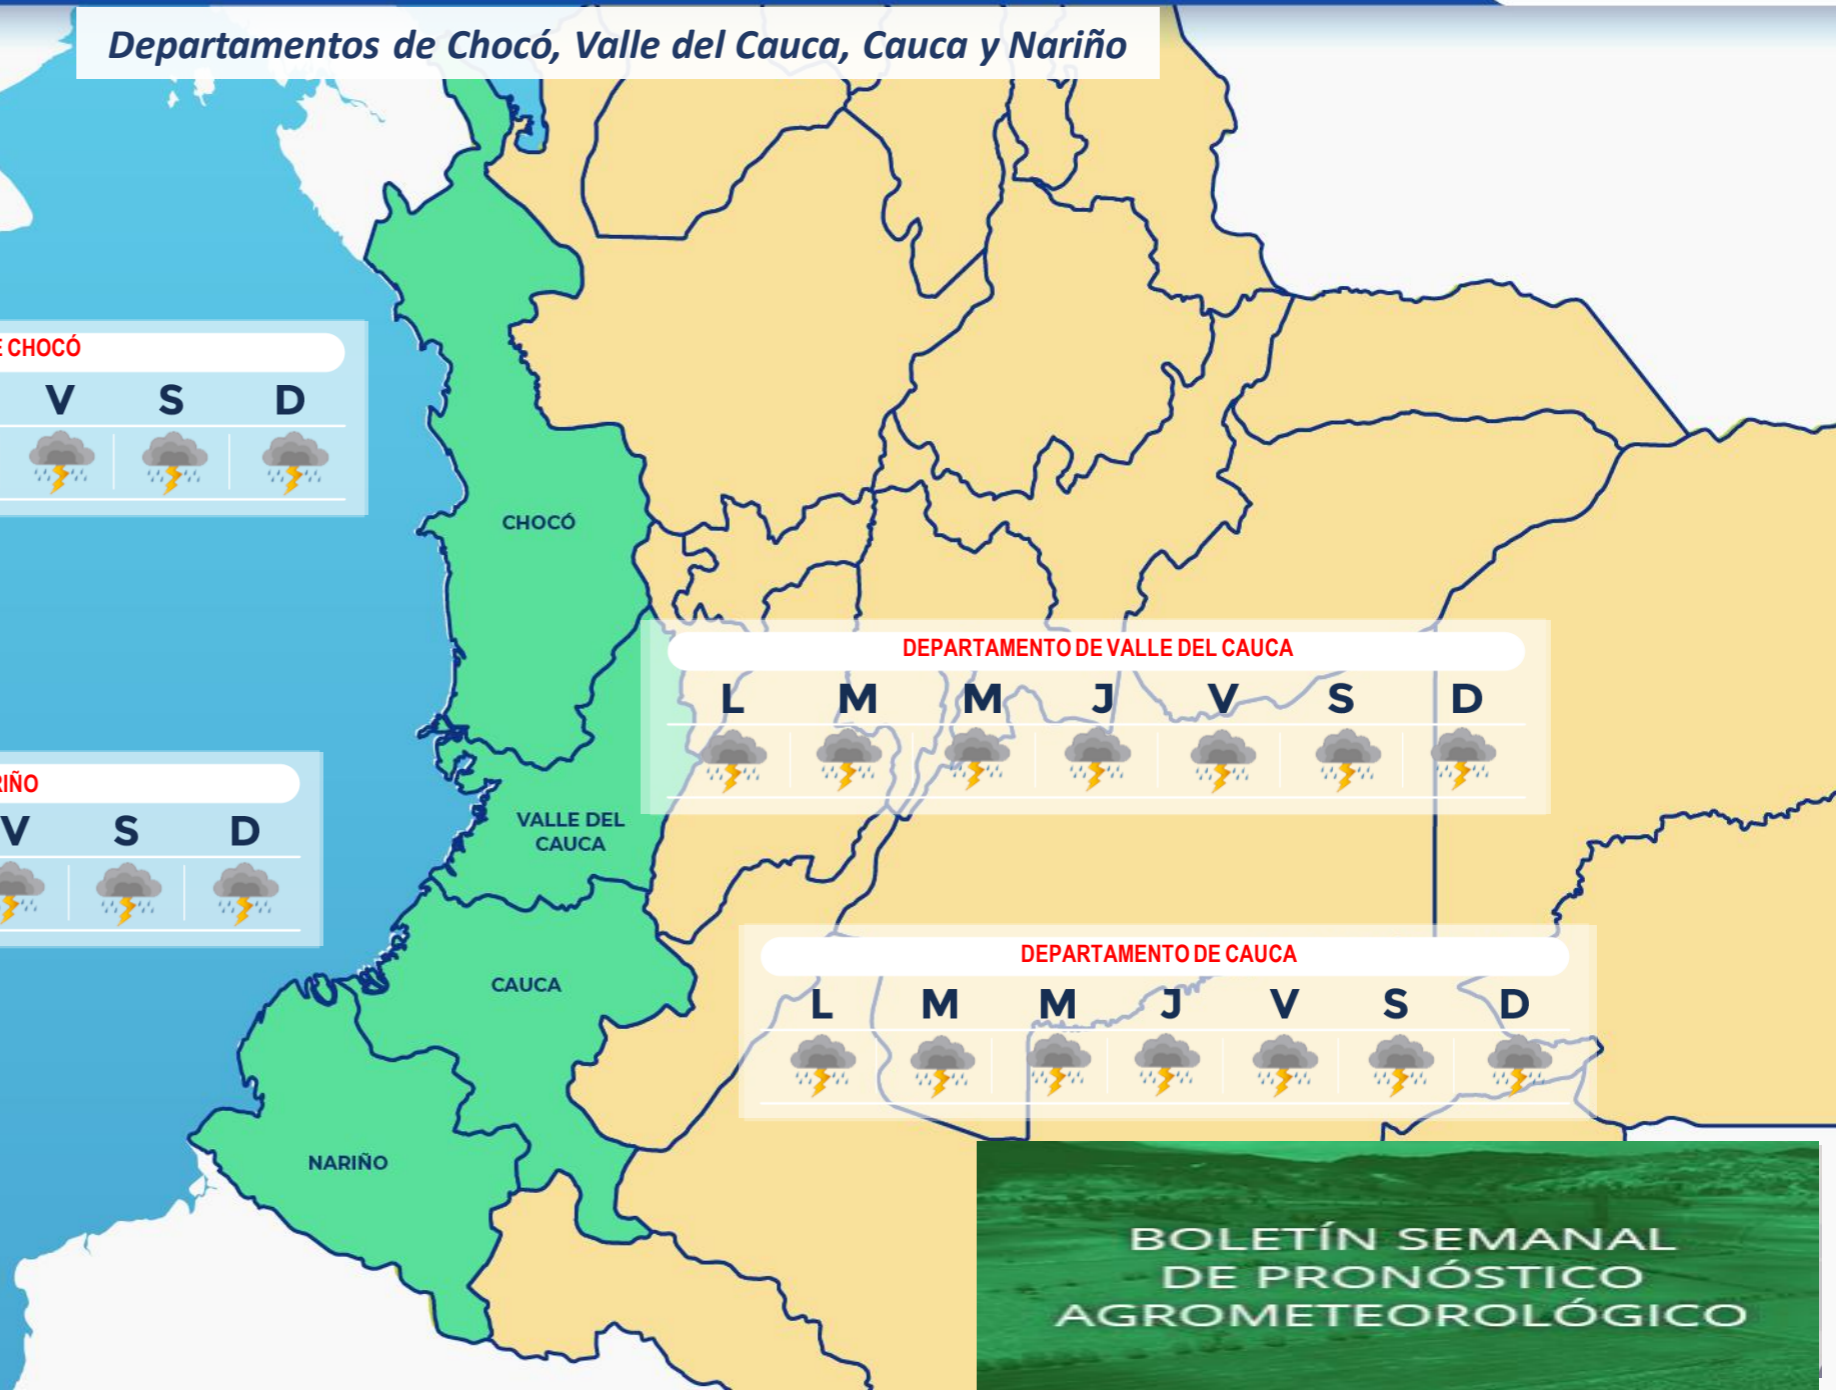 Departamentos de Chocó, Valle del Cauca, Cauca y Nariño
CHOCÓ
V S D
CHOCÓ
DEPARTAMENTO DE VALLE DEL CAUCA
L M M J V S D
VALLE DEL
CAUCA
V S D
DEPARTAMENTO DE CAUCA
L M M J V S D
CAUCA
NARIÑO
BOLETÍN SEMANAL
DE PRONÓSTICO
AGROMETEOROLÓGICO